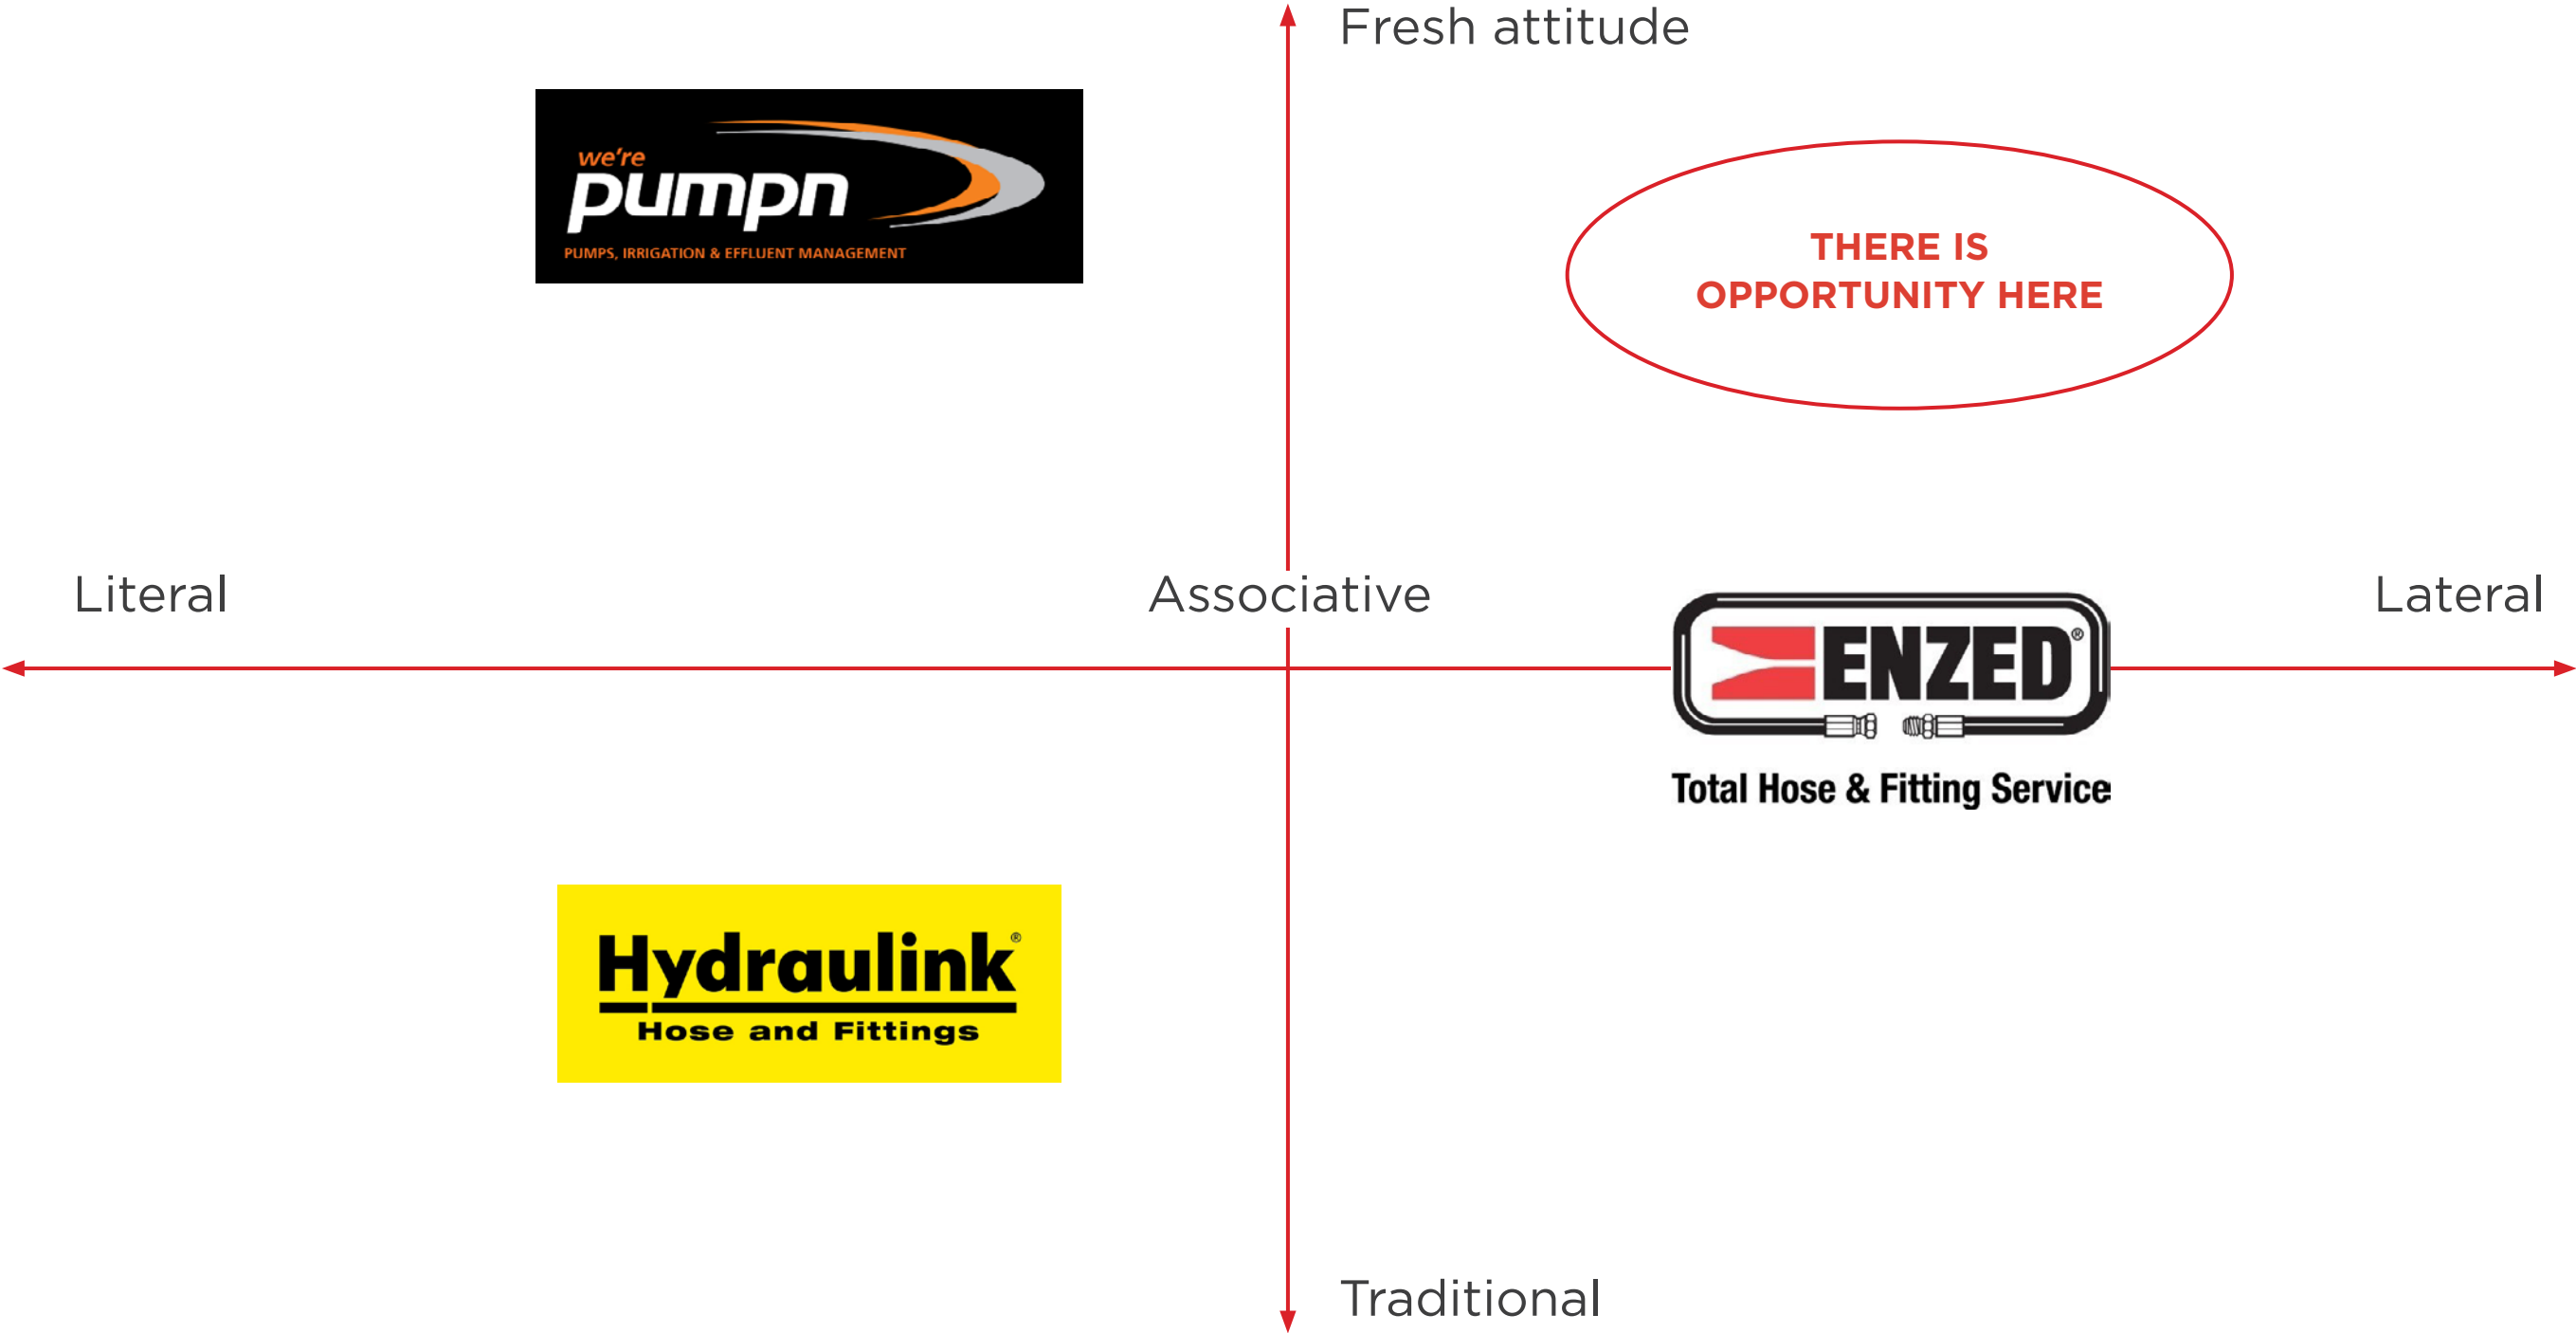 Fresh attitude
we're
pumpn
PUMPS, IRRIGATION & EFFLUENT MANAGEMENT
THERE IS
OPPORTUNITY HERE
Literal
Associative
Lateral
ENZED®
Total Hose & Fitting Service
Hydraulink®
Hose and Fittings
Traditional